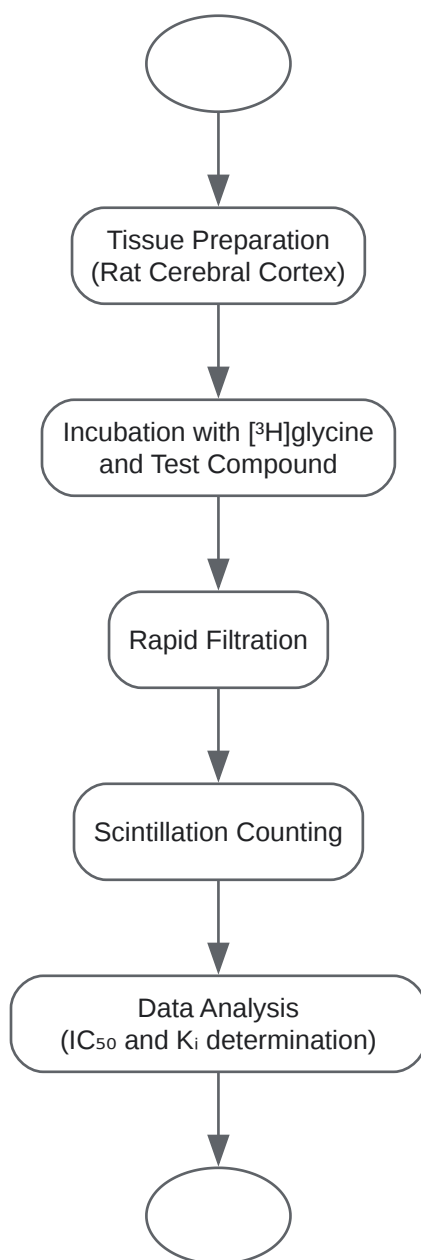 Tissue Preparation
(Rat Cerebral Cortex)
Incubation with [³H]glycine
and Test Compound
Rapid Filtration
Scintillation Counting
Data Analysis
(IC₅₀ and Kᵢ determination)